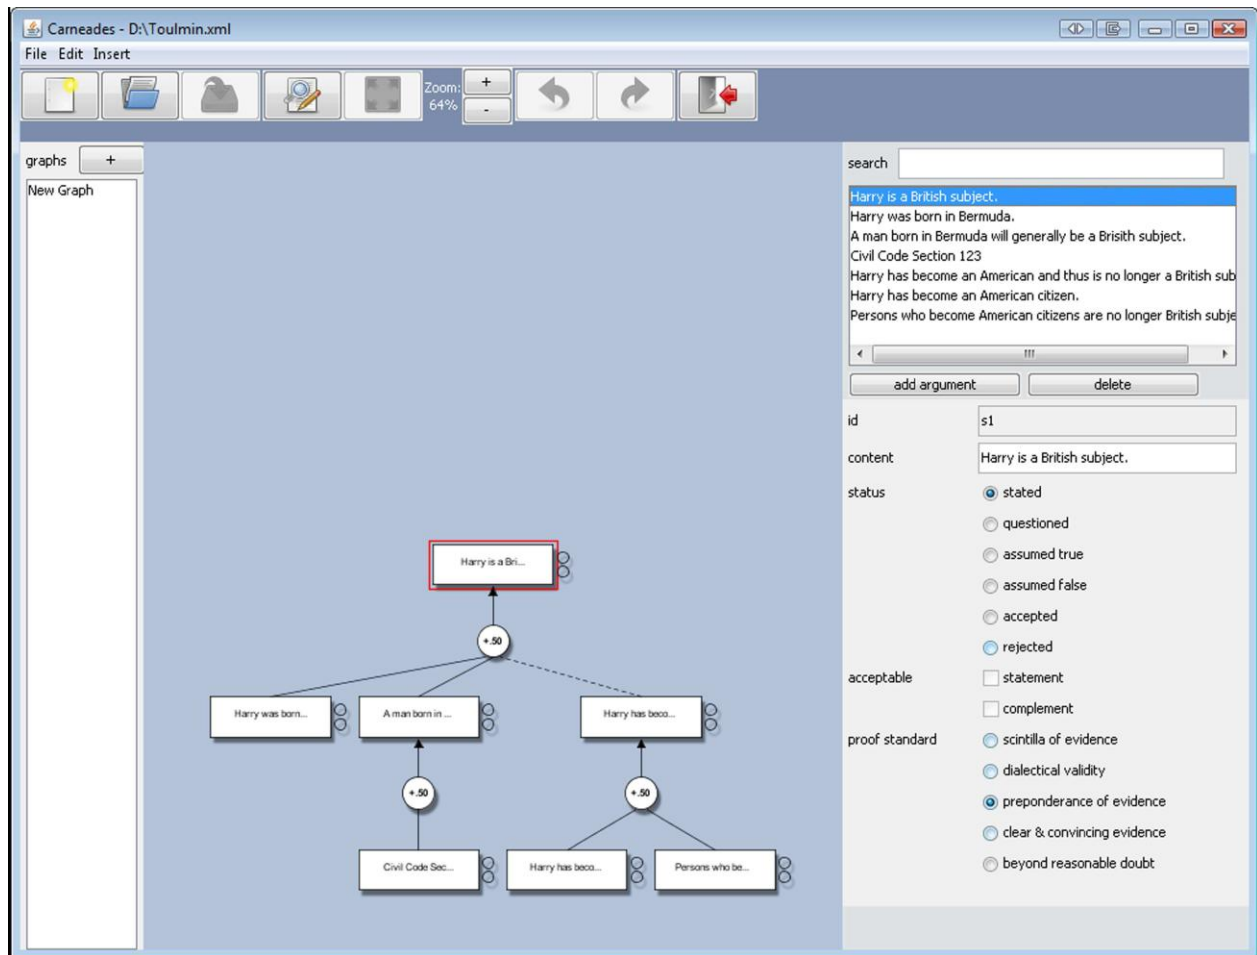 Carneades - D:\Toulmin.xml
File Edit Insert
Zoom:
64%
+
-
graphs +
New Graph
search
Harry is a British subject.
Harry was born in Bermuda.
A man born in Bermuda will generally be a Brisith subject.
Civil Code Section 123
Harry has become an American and thus is no longer a British sub
Harry has become an American citizen.
Persons who become American citizens are no longer British subje
add argument delete
id s1
content Harry is a British subject.
status stated
questioned
assumed true
assumed false
accepted
rejected
acceptable statement
complement
proof standard scintilla of evidence
dialectical validity
preponderance of evidence
clear & convincing evidence
beyond reasonable doubt
Harry is a Bri...
+.50
Harry was born... A man born in ... Harry has beco...
+.50 +.50
Civil Code Sec... Harry has beco... Persons who be...